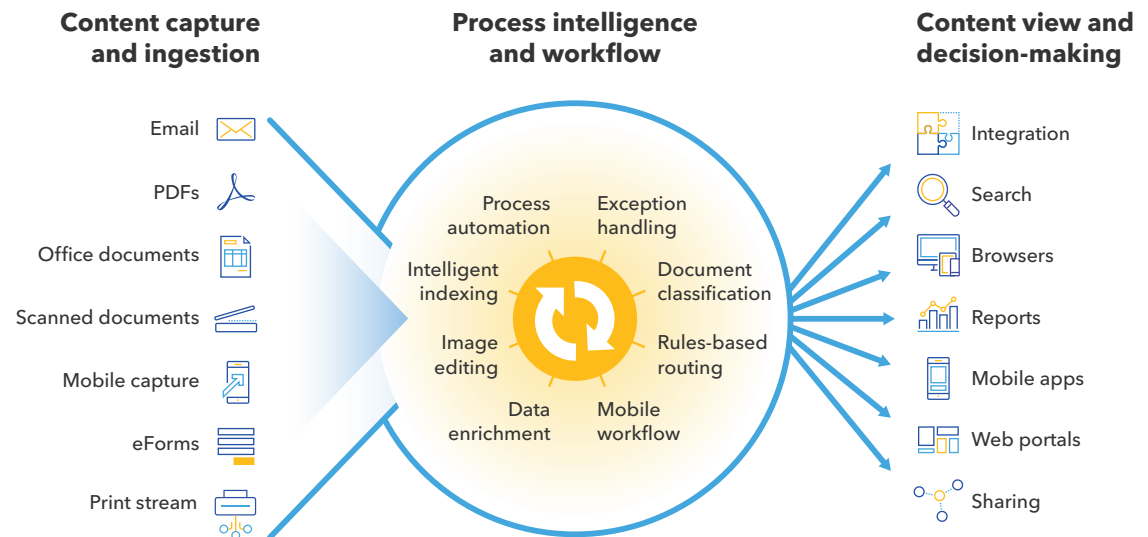 Content capture
and ingestion
Email
PDFs
Office documents
Scanned documents
Mobile capture
eForms
Print stream
Process intelligence
and workflow
Process
automation
Exception
handling
Intelligent
indexing
Document
classification
Image
editing
Rules-based
routing
Data
enrichment
Mobile
workflow
Content view and
decision-making
Integration
Search
Browsers
Reports
Mobile apps
Web portals
Sharing